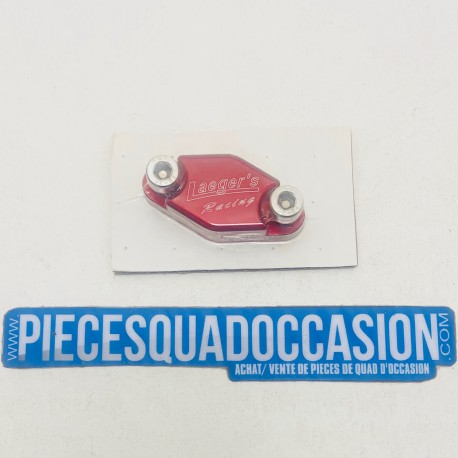 Laeger's
Racing
WWW.PIECESQUADOCCASION.COM
ACHAT/ VENTE DE PIECES DE QUAD D'OCCASION